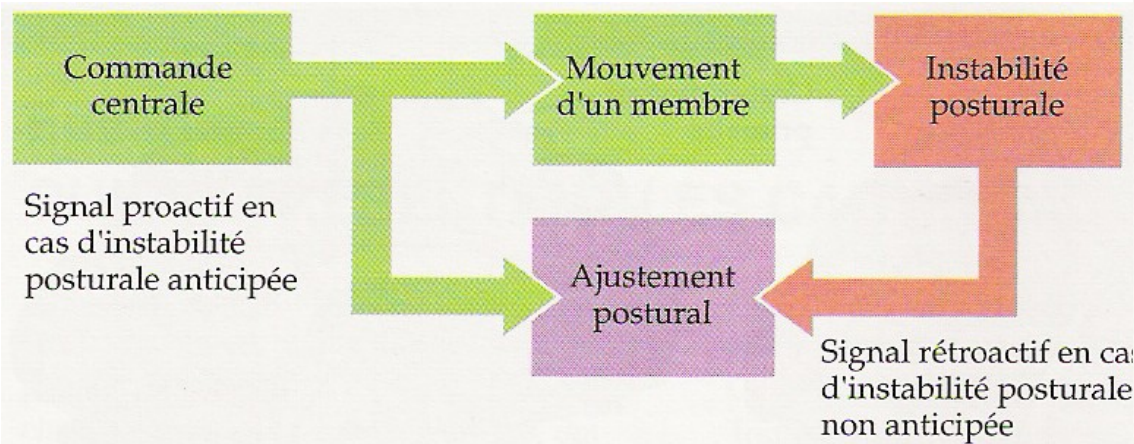 Commande
centrale
Mouvement
d'un membre
Instabilité
posturale
Signal proactif en
cas d'instabilité
posturale anticipée
Ajustement
postural
Signal rétroactif en cas
d'instabilité posturale
non anticipée